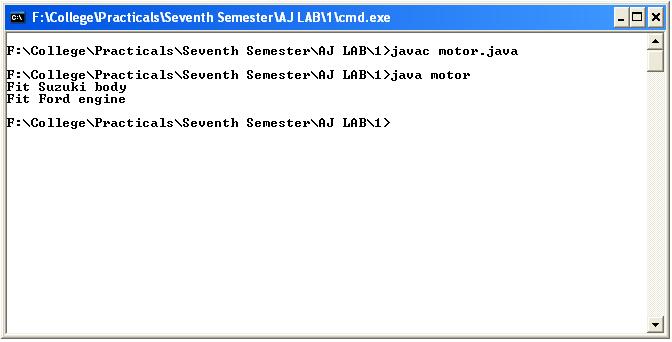 F:\College\Practicals\Seventh Semester\AJ LAB\1\cmd.exe
F:\College\Practicals\Seventh Semester\AJ LAB\1>javac motor.java
F:\College\Practicals\Seventh Semester\AJ LAB\1>java motor
Fit Suzuki body
Fit Ford engine
F:\College\Practicals\Seventh Semester\AJ LAB\1>